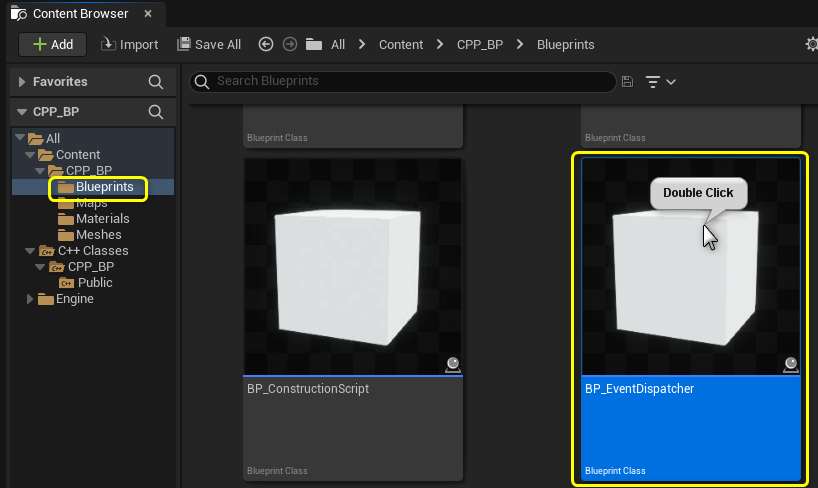 Content Browser
Add
Import
Save All
All
Content
CPP_BP
Blueprints
Favorites
CPP_BP
All
Content
CPP_BP
Blueprints
Maps
Materials
Meshes
C++ Classes
CPP_BP
Public
Engine
Search Blueprints
Blueprint Class
Blueprint Class
Double Click
BP_ConstructionScript
Blueprint Class
BP_EventDispatcher
Blueprint Class